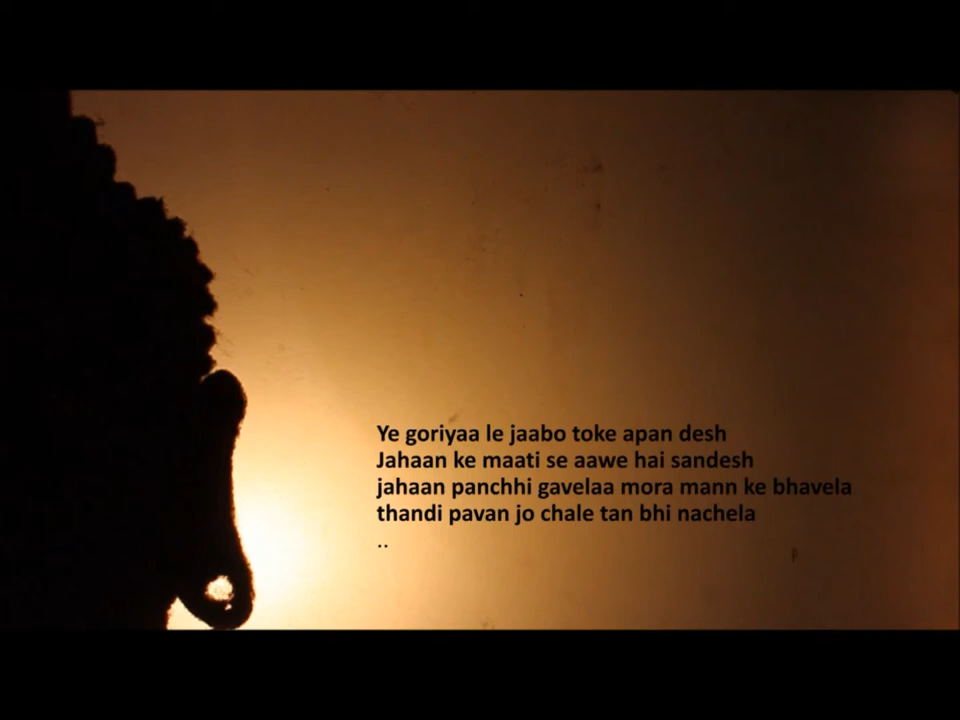 Ye goriyaa le jaabo toke apan desh
Jahaan ke maati se aawe hai sandesh
jahaan panchhi gavelaa mora mann ke bhavela
thandi pavan jo chale tan bhi nachela
..